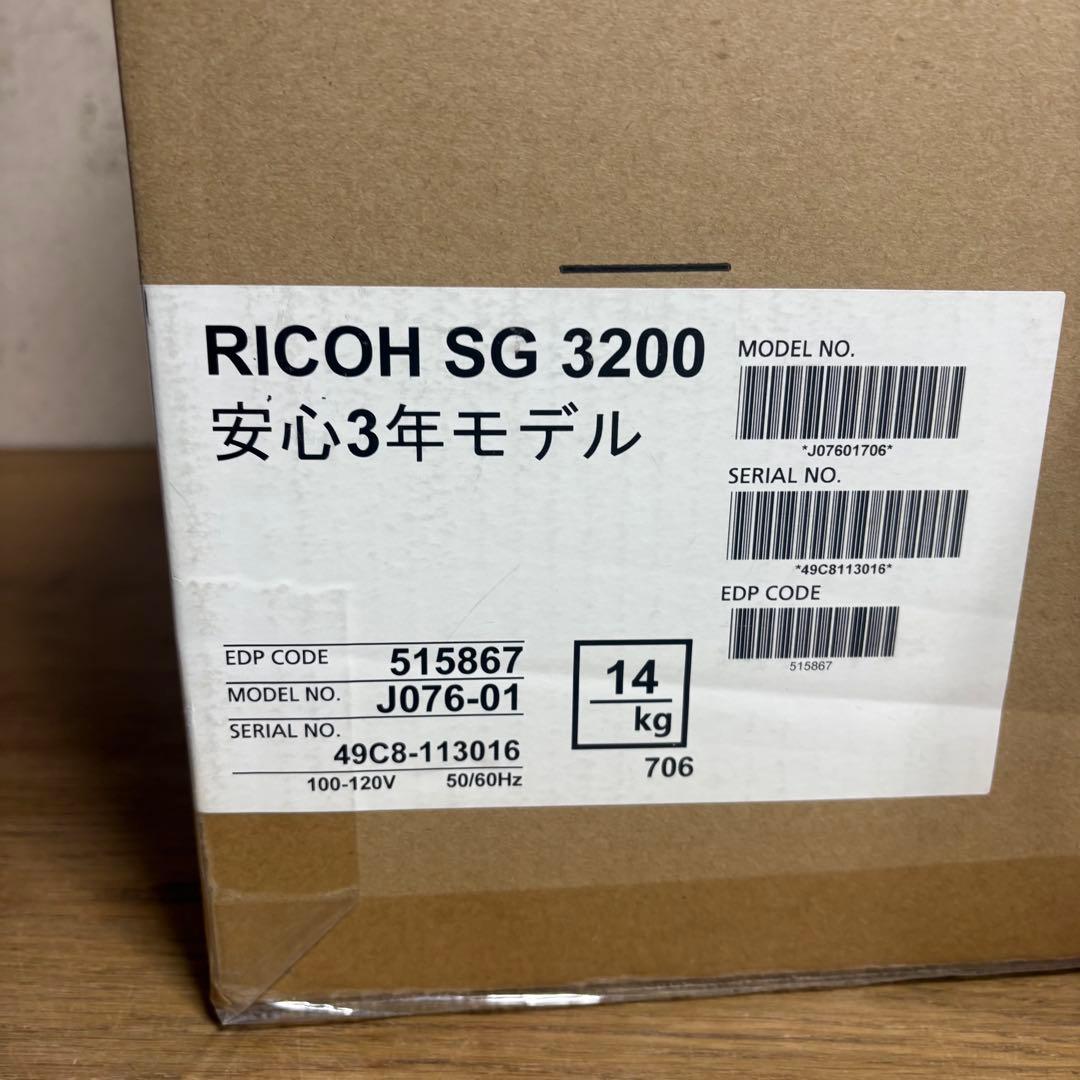 RICOH SG 3200
安心3年モデル
MODEL NO.
*J07601706*
SERIAL NO.
*49C8113016*
EDP CODE
515867
EDP CODE 515867
MODEL NO. J076-01
SERIAL NO. 49C8-113016
100-120V 50/60Hz
14
kg
706